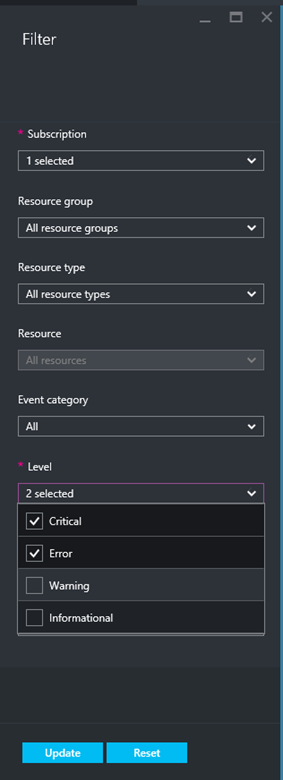 Filter
* Subscription
1 selected
Resource group
All resource groups
Resource type
All resource types
Resource
All resources
Event category
All
* Level
2 selected
Critical
Error
Warning
Informational
Update Reset